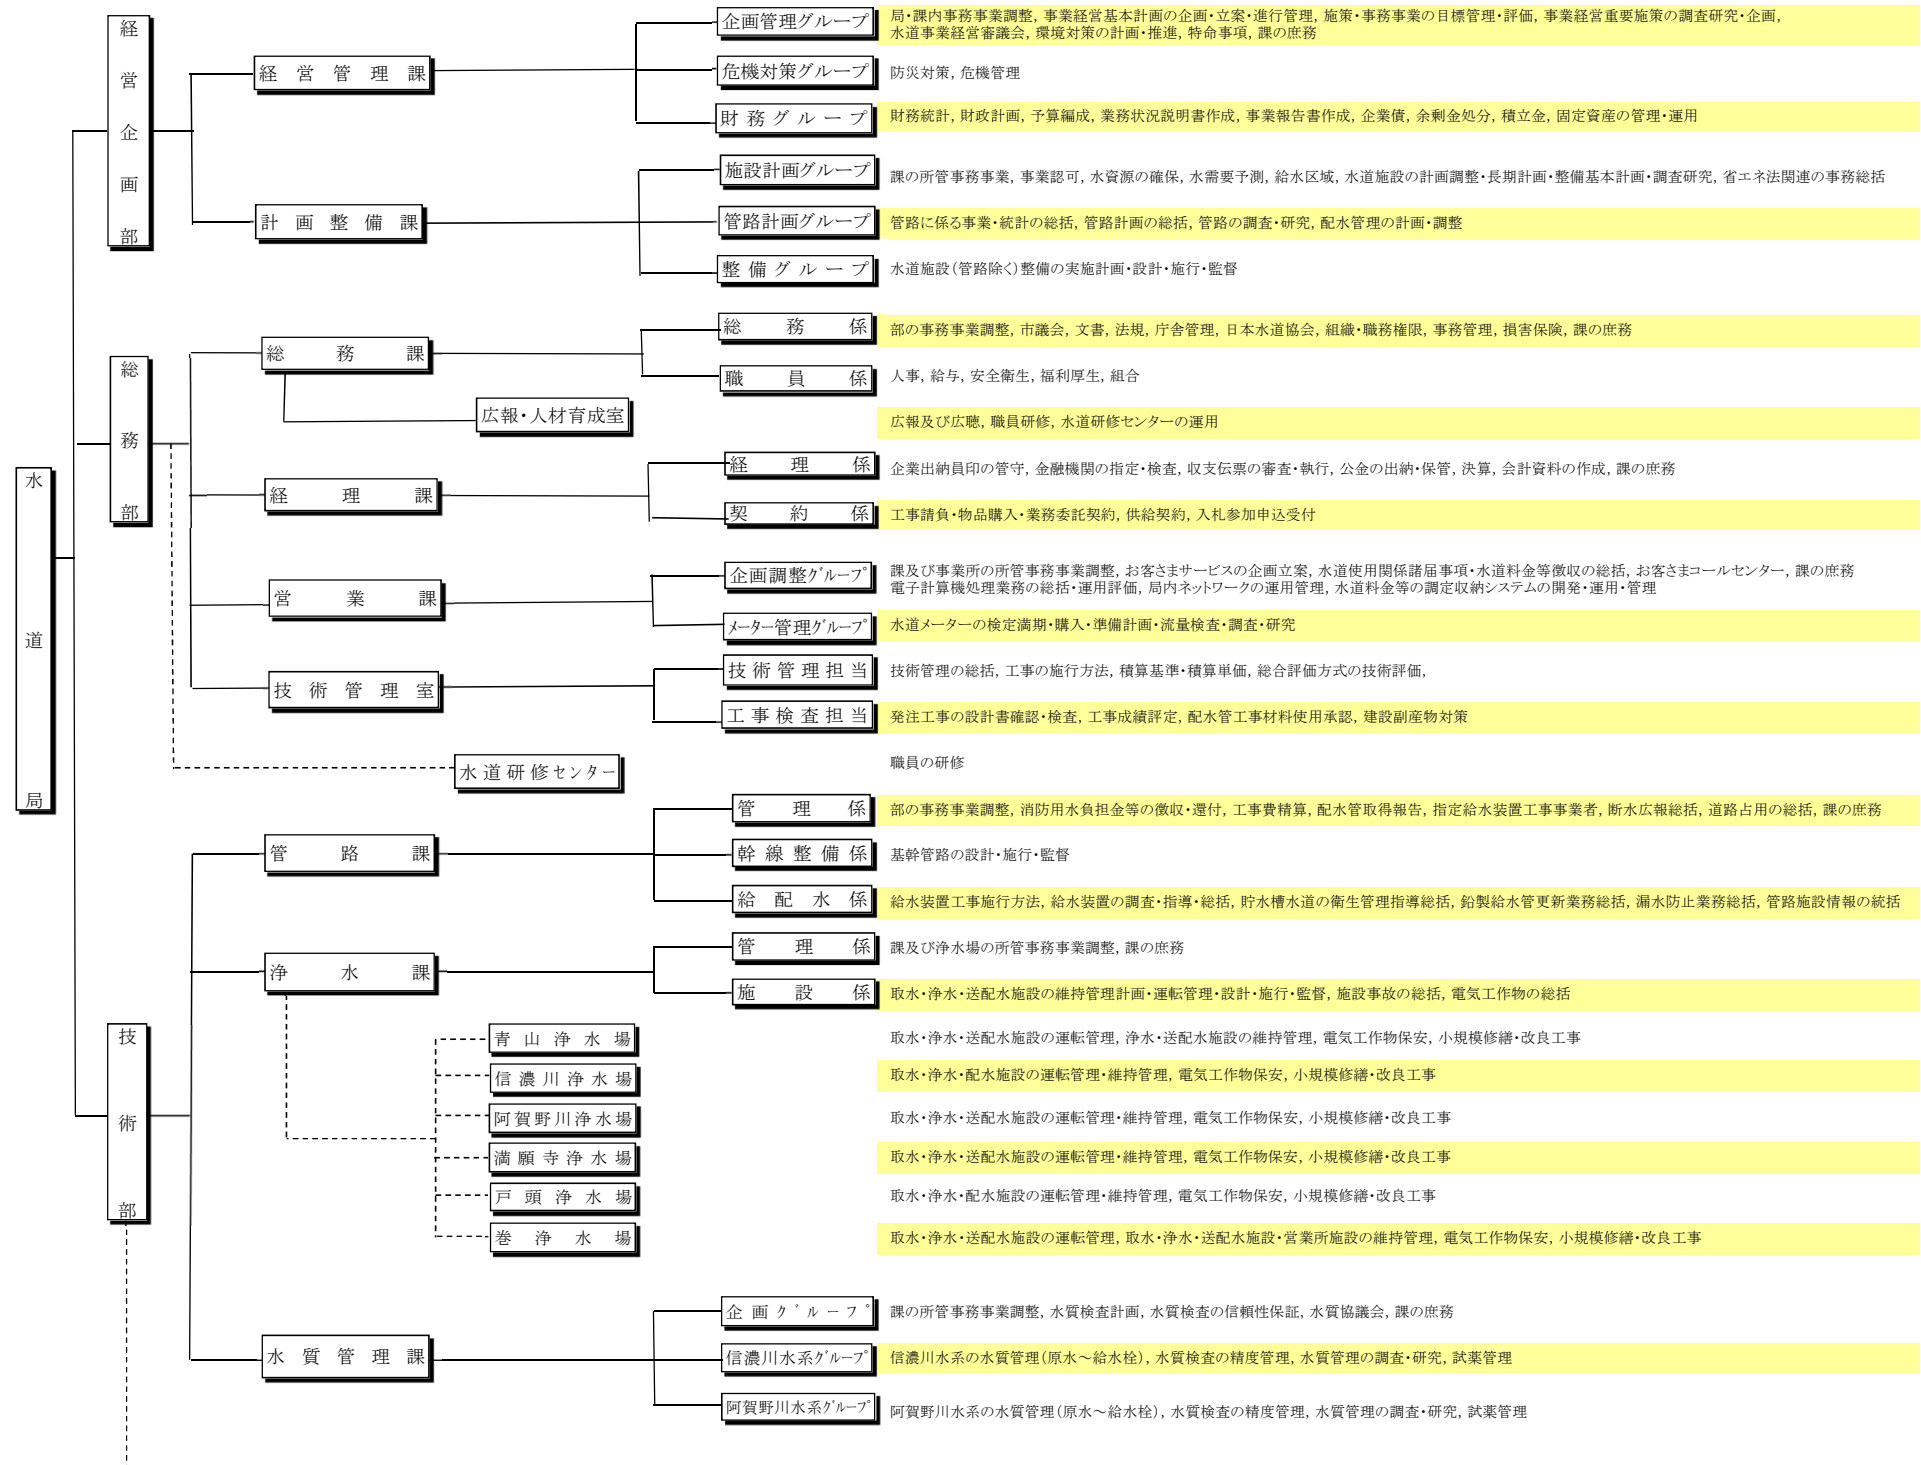 水道局
経営企画部
経営管理課
企画管理グループ
局・課内事務事業調整, 事業経営基本計画の企画・立案・進行管理, 施策・事務事業の目標管理・評価, 事業経営重要施策の調査研究・企画,
水道事業経営審議会, 環境対策の計画・推進, 特命事項, 課の庶務
危機対策グループ
防災対策, 危機管理
財務グループ
財務統計, 財政計画, 予算編成, 業務状況説明書作成, 事業報告書作成, 企業債, 余剰金処分, 積立金, 固定資産の管理・運用
計画整備課
施設計画グループ
課の所管事務事業, 事業認可, 水資源の確保, 水需要予測, 給水区域, 水道施設の計画調整・長期計画・整備基本計画・調査研究, 省エネ法関連の事務総括
管路計画グループ
管路に係る事業・統計の総括, 管路計画の総括, 管路の調査・研究, 配水管理の計画・調整
整備グループ
水道施設(管路除く)整備の実施計画・設計・施行・監督
総務部
総務課
総務係
部の事務事業調整, 市議会, 文書, 法規, 庁舎管理, 日本水道協会, 組織・職務権限, 事務管理, 損害保険, 課の庶務
職員係
人事, 給与, 安全衛生, 福利厚生, 組合
広報・人材育成室
広報及び広聴, 職員研修, 水道研修センターの運用
経理課
経理係
企業出納員印の管守, 金融機関の指定・検査, 収支伝票の審査・執行, 公金の出納・保管, 決算, 会計資料の作成, 課の庶務
契約係
工事請負・物品購入・業務委託契約, 供給契約, 入札参加申込受付
営業課
企画調整グループ
課及び事業所の所管事務事業調整, お客さまサービスの企画立案, 水道使用関係諸届事項・水道料金等徴収の総括, お客さまコールセンター, 課の庶務
電子計算機処理業務の総括・運用評価, 局内ネットワークの運用管理, 水道料金等の調定収納システムの開発・運用・管理
メーター管理グループ
水道メーターの検定満期・購入・準備計画・流量検査・調査・研究
技術管理室
技術管理担当
技術管理の総括, 工事の施行方法, 積算基準・積算単価, 総合評価方式の技術評価,
工事検査担当
発注工事の設計書確認・検査, 工事成績評定, 配水管工事材料使用承認, 建設副産物対策
水道研修センター
職員の研修
技術部
管路課
管理係
部の事務事業調整, 消防用水負担金等の徴収・還付, 工事費精算, 配水管取得報告, 指定給水装置工事事業者, 断水広報総括, 道路占用の総括, 課の庶務
幹線整備係
基幹管路の設計・施行・監督
給配水係
給水装置工事施行方法, 給水装置の調査・指導・総括, 貯水槽水道の衛生管理指導総括, 鉛製給水管更新業務総括, 漏水防止業務総括, 管路施設情報の統括
浄水課
管理係
課及び浄水場の所管事務事業調整, 課の庶務
施設係
取水・浄水・送配水施設の維持管理計画・運転管理・設計・施行・監督, 施設事故の総括, 電気工作物の総括
青山浄水場
取水・浄水・送配水施設の運転管理, 浄水・送配水施設の維持管理, 電気工作物保安, 小規模修繕・改良工事
信濃川浄水場
取水・浄水・配水施設の運転管理・維持管理, 電気工作物保安, 小規模修繕・改良工事
阿賀野川浄水場
取水・浄水・送配水施設の運転管理・維持管理, 電気工作物保安, 小規模修繕・改良工事
満願寺浄水場
取水・浄水・送配水施設の運転管理・維持管理, 電気工作物保安, 小規模修繕・改良工事
戸頭浄水場
取水・浄水・配水施設の運転管理・維持管理, 電気工作物保安, 小規模修繕・改良工事
巻浄水場
取水・浄水・送配水施設の運転管理, 取水・浄水・送配水施設・営業所施設の維持管理, 電気工作物保安, 小規模修繕・改良工事
水質管理課
企画グループ
課の所管事務事業調整, 水質検査計画, 水質検査の信頼性保証, 水質協議会, 課の庶務
信濃川水系グループ
信濃川水系の水質管理(原水～給水栓), 水質検査の精度管理, 水質管理の調査・研究, 試薬管理
阿賀野川水系グループ
阿賀野川水系の水質管理(原水～給水栓), 水質検査の精度管理, 水質管理の調査・研究, 試薬管理